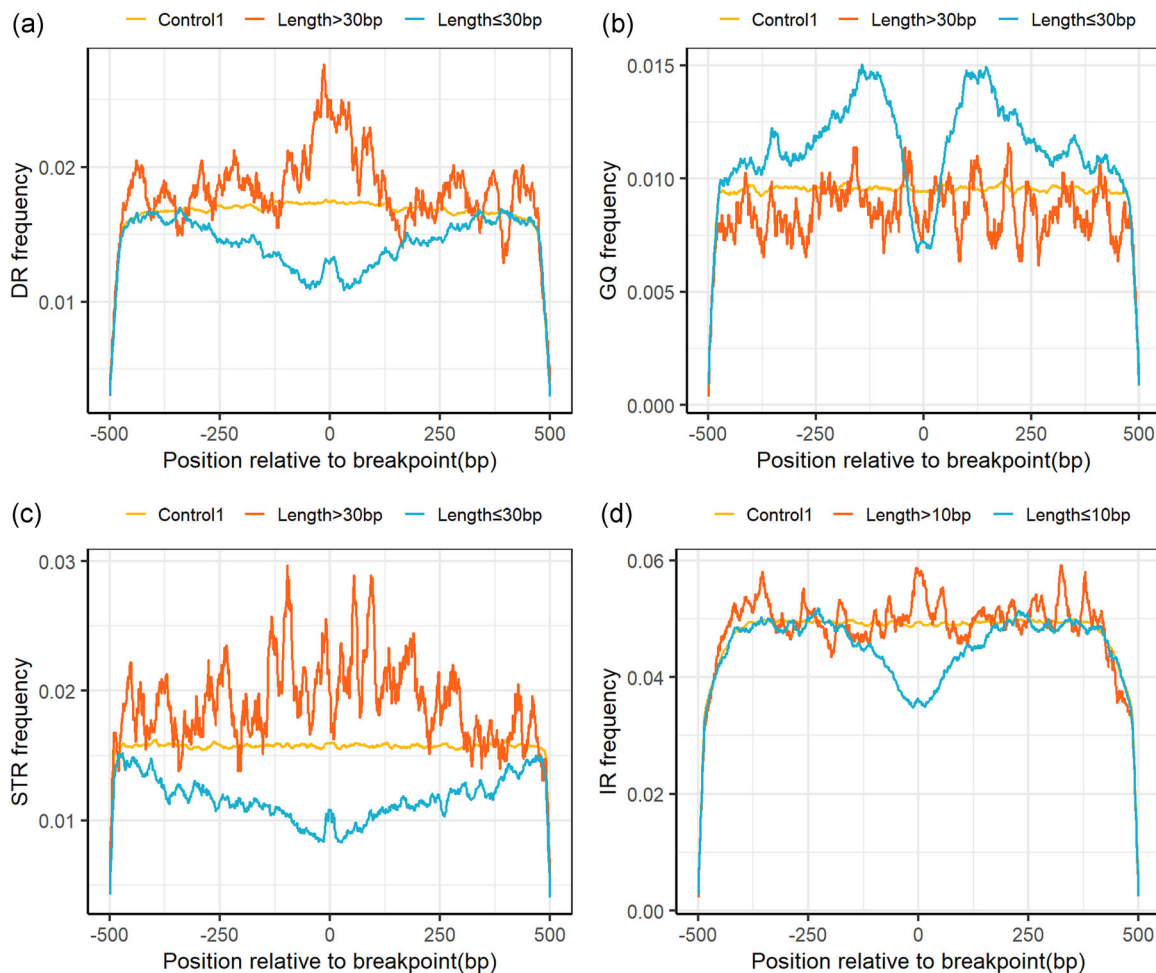 (a)
Control1 Length>30bp Length≤30bp
DR frequency
0.02
0.01
-500 -250 0 250 500
Position relative to breakpoint(bp)
(b)
Control1 Length>30bp Length≤30bp
GQ frequency
0.015
0.010
0.005
0.000
-500 -250 0 250 500
Position relative to breakpoint(bp)
(c)
Control1 Length>30bp Length≤30bp
STR frequency
0.03
0.02
0.01
-500 -250 0 250 500
Position relative to breakpoint(bp)
(d)
Control1 Length>10bp Length≤10bp
IR frequency
0.06
0.04
0.02
0.00
-500 -250 0 250 500
Position relative to breakpoint(bp)